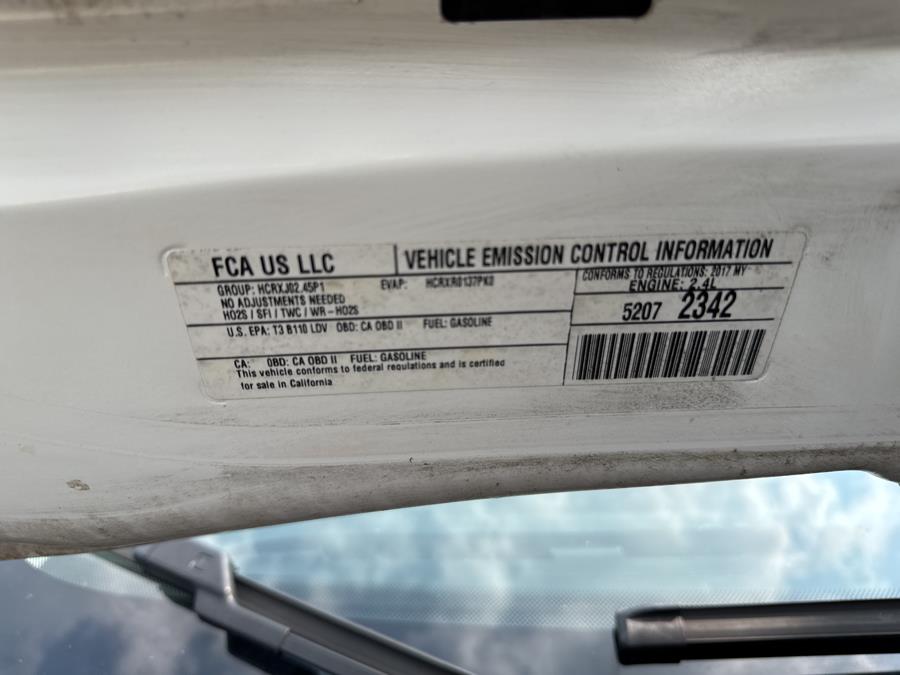 FCA US LLC
VEHICLE EMISSION CONTROL INFORMATION
GROUP: HCRXJ02.45P1 EVAP: HCRXR0137PK0
NO ADJUSTMENTS NEEDED
HO2S / SFI / TWC / WR-HO2S
CONFORMS TO REGULATIONS: 2017 MY
ENGINE: 2.4L
5207 2342
U.S. EPA: T3 B110 LDV OBD: CA OBD II FUEL: GASOLINE
CA: OBD: CA OBD II FUEL: GASOLINE
This vehicle conforms to federal regulations and is certified
for sale in California